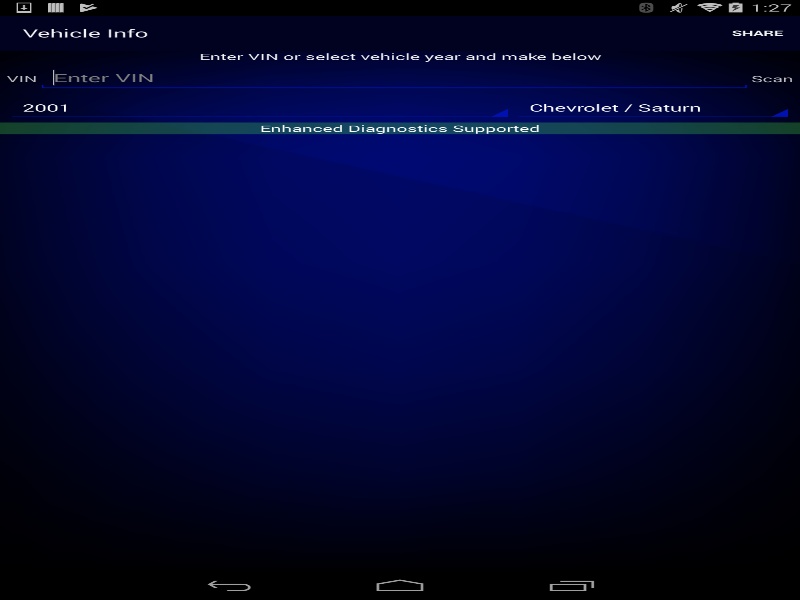 1:27
Vehicle Info SHARE
Enter VIN or select vehicle year and make below
VIN Enter VIN Scan
2001 Chevrolet / Saturn
Enhanced Diagnostics Supported